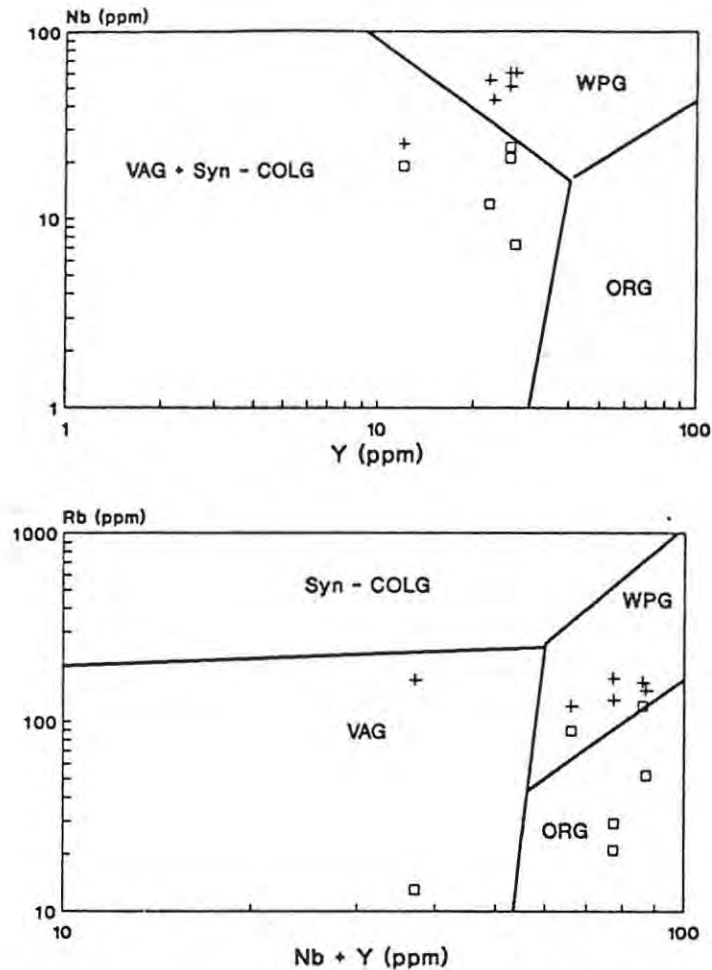 Nb (ppm)
100
WPG
VAG + Syn - COLG
10
ORG
1
1
10
100
Y (ppm)
Rb (ppm)
1000
Syn - COLG
WPG
100
VAG
ORG
10
10
100
Nb + Y (ppm)